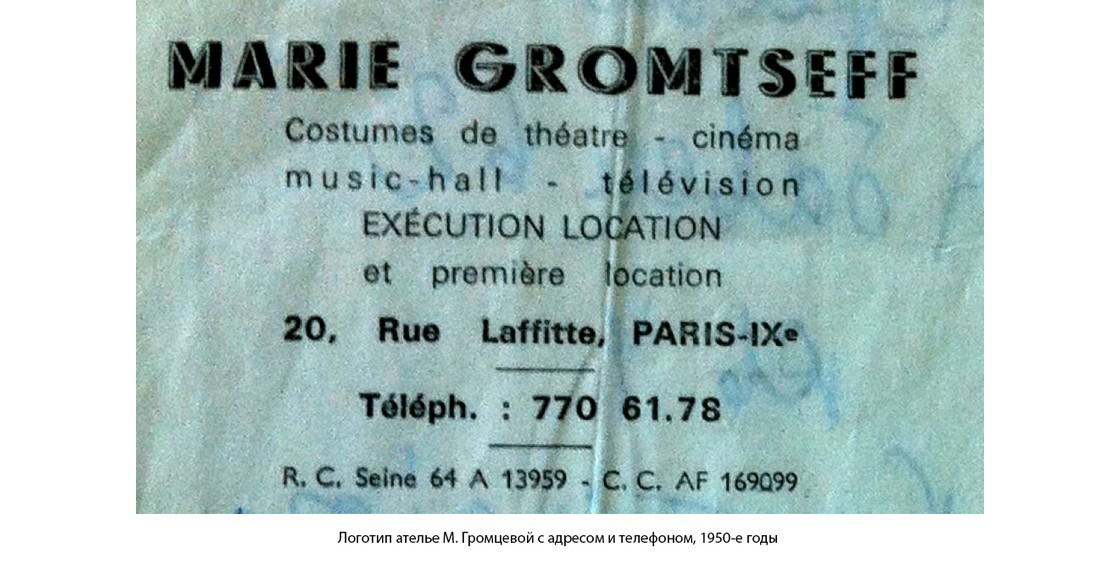 MARIE GROMTSEFF
Costumes de théatre - cinéma
music-hall - télévision
EXÉCUTION LOCATION
et première location
20, Rue Laffitte, PARIS-IXe
Téléph. : 770 61.78
R. C. Seine 64 A 13959 - C. C. AF 169099
Логотип ателье М. Громцевой с адресом и телефоном, 1950-е годы